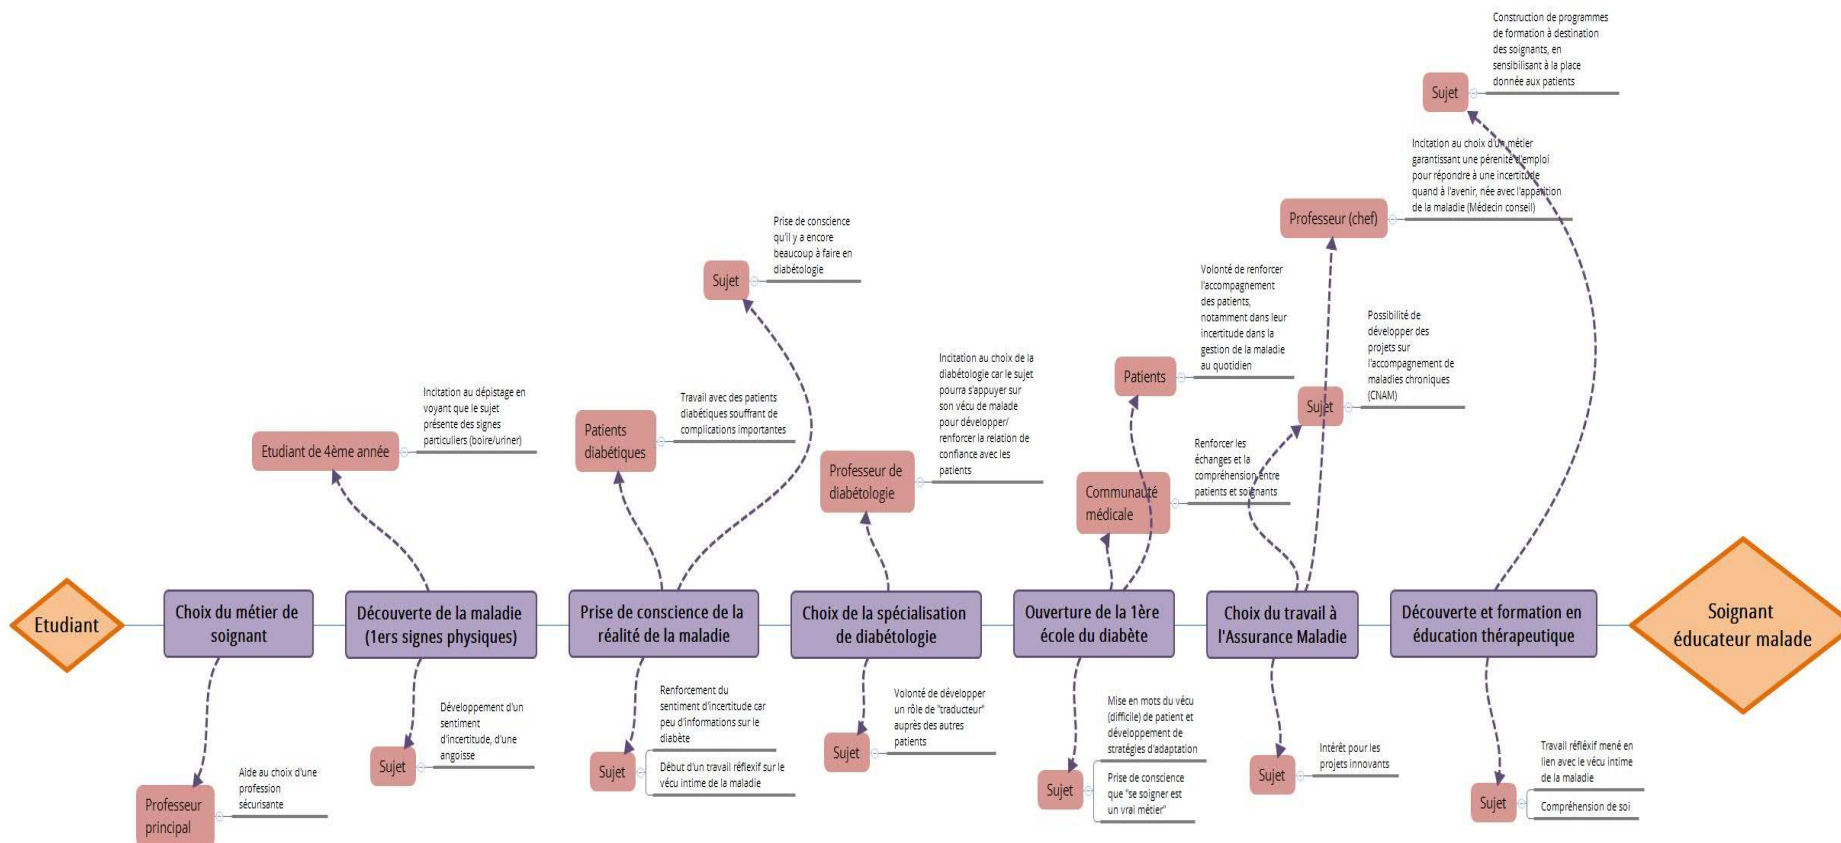 Construction de programmes
de formation à destination
des soignants, en
sensibilisant à la place
donnée aux patients
Sujet
Incitation au choix d'un métier
garantissant une pérenité d'emploi
pour répondre à une incertitude
quand à l'avenir, née avec l'apparition
de la maladie (Médecin conseil)
Professeur (chef)
Prise de conscience
qu'il y a encore
beaucoup à faire en
diabétologie
Sujet
Volonté de renforcer
l'accompagnement
des patients,
notamment dans leur
incertitude dans la
gestion de la maladie
au quotidien
Patients
Possibilité de
développer des
projets sur
l'accompagnement de
maladies chroniques
(CNAM)
Sujet
Incitation au choix de la
diabétologie car le sujet
pourra s'appuyer sur
son vécu de malade
pour développer/
renforcer la relation de
confiance avec les
patients
Professeur de
diabétologie
Incitation au dépistage en
voyant que le sujet
présente des signes
particuliers (boire/uriner)
Etudiant de 4ème année
Travail avec des patients
diabétiques souffrant de
complications importantes
Patients
diabétiques
Renforcer les
échanges et la
compréhension entre
patients et soignants
Communauté
médicale
Etudiant
Choix du métier de
soignant
Découverte de la maladie
(1ers signes physiques)
Prise de conscience de la
réalité de la maladie
Choix de la spécialisation
de diabétologie
Ouverture de la 1ère
école du diabète
Choix du travail à
l'Assurance Maladie
Découverte et formation en
éducation thérapeutique
Soignant
éducateur malade
Professeur
principal
Aide au choix d'une
profession
sécurisante
Sujet
Développement d'un
sentiment
d'incertitude, d'une
angoisse
Sujet
Renforcement du
sentiment d'incertitude car
peu d'informations sur le
diabète
Début d'un travail réflexif sur le
vécu intime de la maladie
Sujet
Volonté de développer
un rôle de "traducteur"
auprès des autres
patients
Sujet
Mise en mots du vécu
(difficile) de patient et
développement de
stratégies d'adaptation
Prise de conscience
que "se soigner est
un vrai métier"
Sujet
Intérêt pour les
projets innovants
Sujet
Travail réfléxif mené en
lien avec le vécu intime
de la maladie
Compréhension de soi